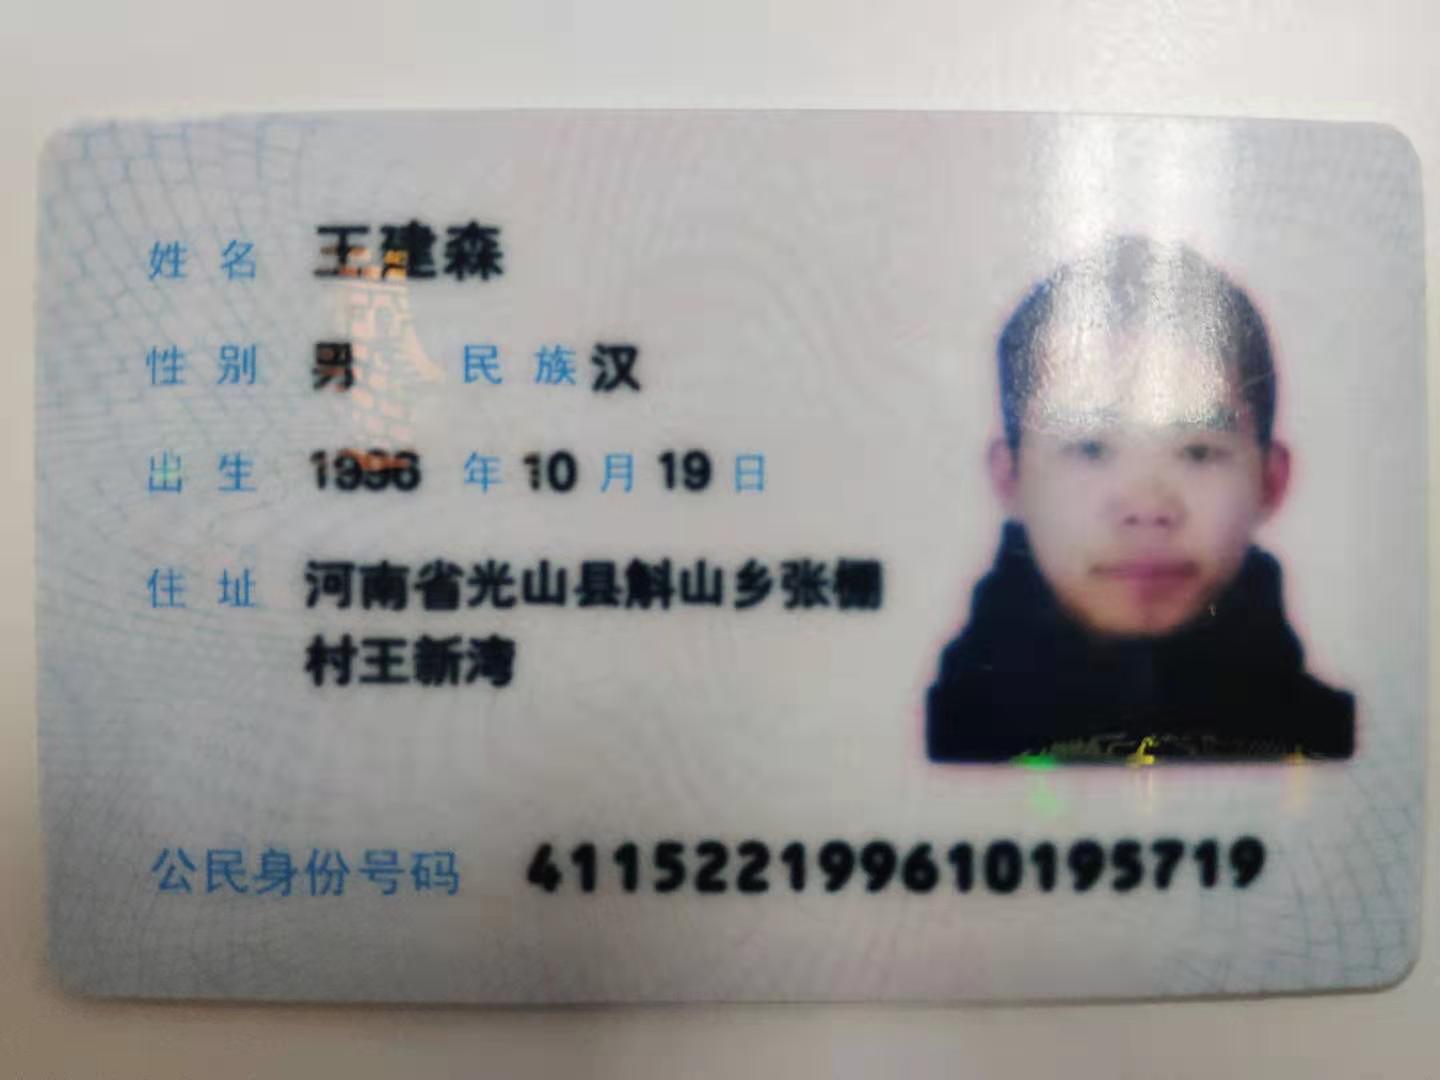 姓名 王建森
性别 男 民族 汉
出生 1996 年 10 月 19 日
住址 河南省光山县斛山乡张棚
村王新湾
公民身份号码 411522199610195719